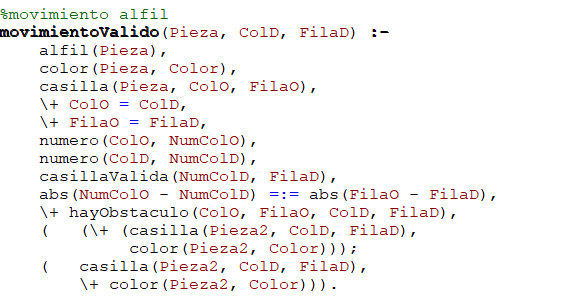 %movimiento alfil
movimientoValido(Pieza, ColD, FilaD) :-
    alfil(Pieza),
    color(Pieza, Color),
    casilla(Pieza, ColO, FilaO),
    \+ ColO = ColD,
    \+ FilaO = FilaD,
    numero(ColO, NumColO),
    numero(ColD, NumColD),
    casillaValida(NumColD, FilaD),
    abs(NumColO - NumColD) =:= abs(FilaO - FilaD),
    \+ hayObstaculo(ColO, FilaO, ColD, FilaD),
    (   (\+ (casilla(Pieza2, ColD, FilaD),
             color(Pieza2, Color)));
    (   casilla(Pieza2, ColD, FilaD),
        \+ color(Pieza2, Color))).